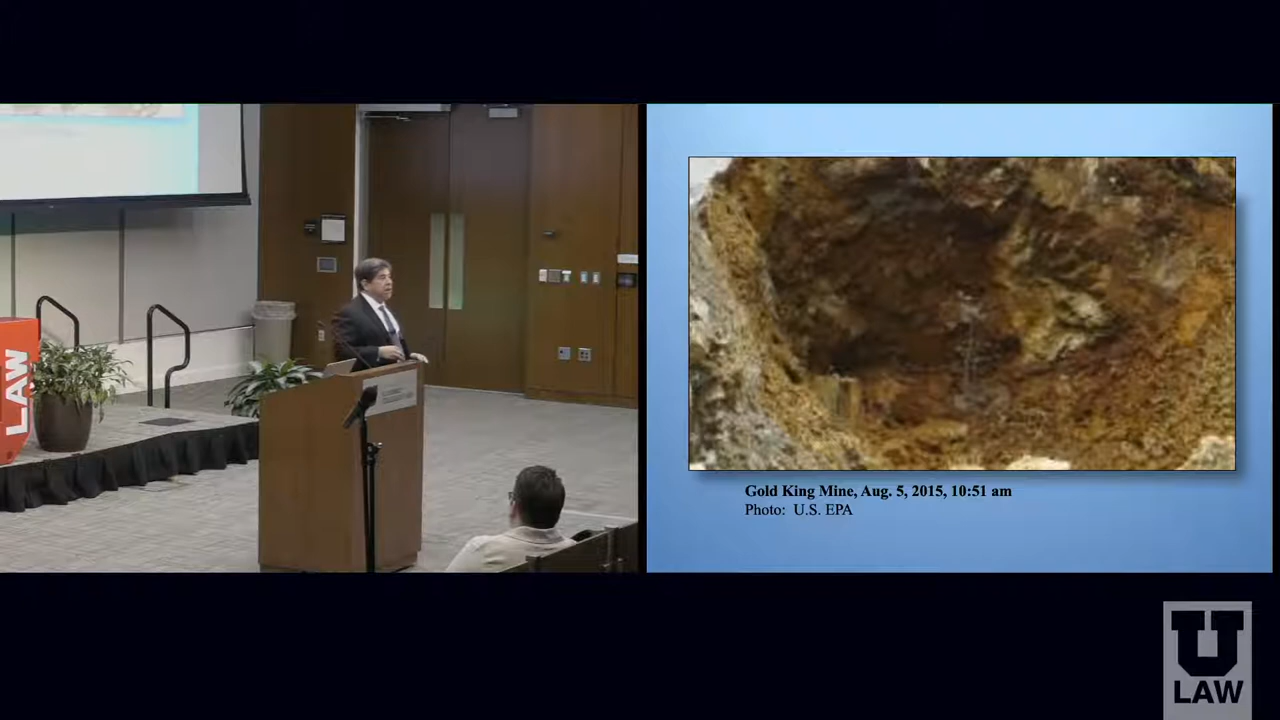 LAW
Gold King Mine, Aug. 5, 2015, 10:51 am
Photo: U.S. EPA
U
LAW